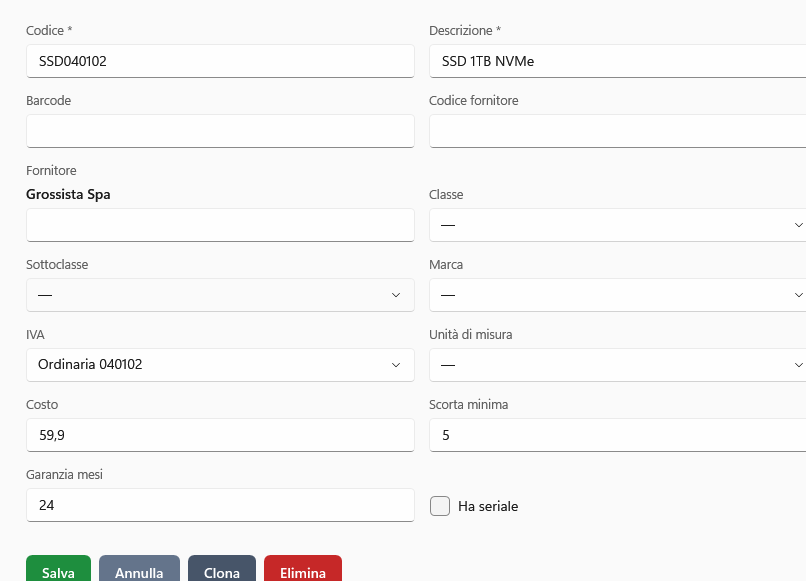 Codice *
Descrizione *
SSD040102
SSD 1TB NVMe
Barcode
Codice fornitore
Fornitore
Grossista Spa
Classe
—
Sottoclasse
Marca
—
—
IVA
Unità di misura
Ordinaria 040102
—
Costo
Scorta minima
59,9
5
Garanzia mesi
24
Ha seriale
Salva
Annulla
Clona
Elimina